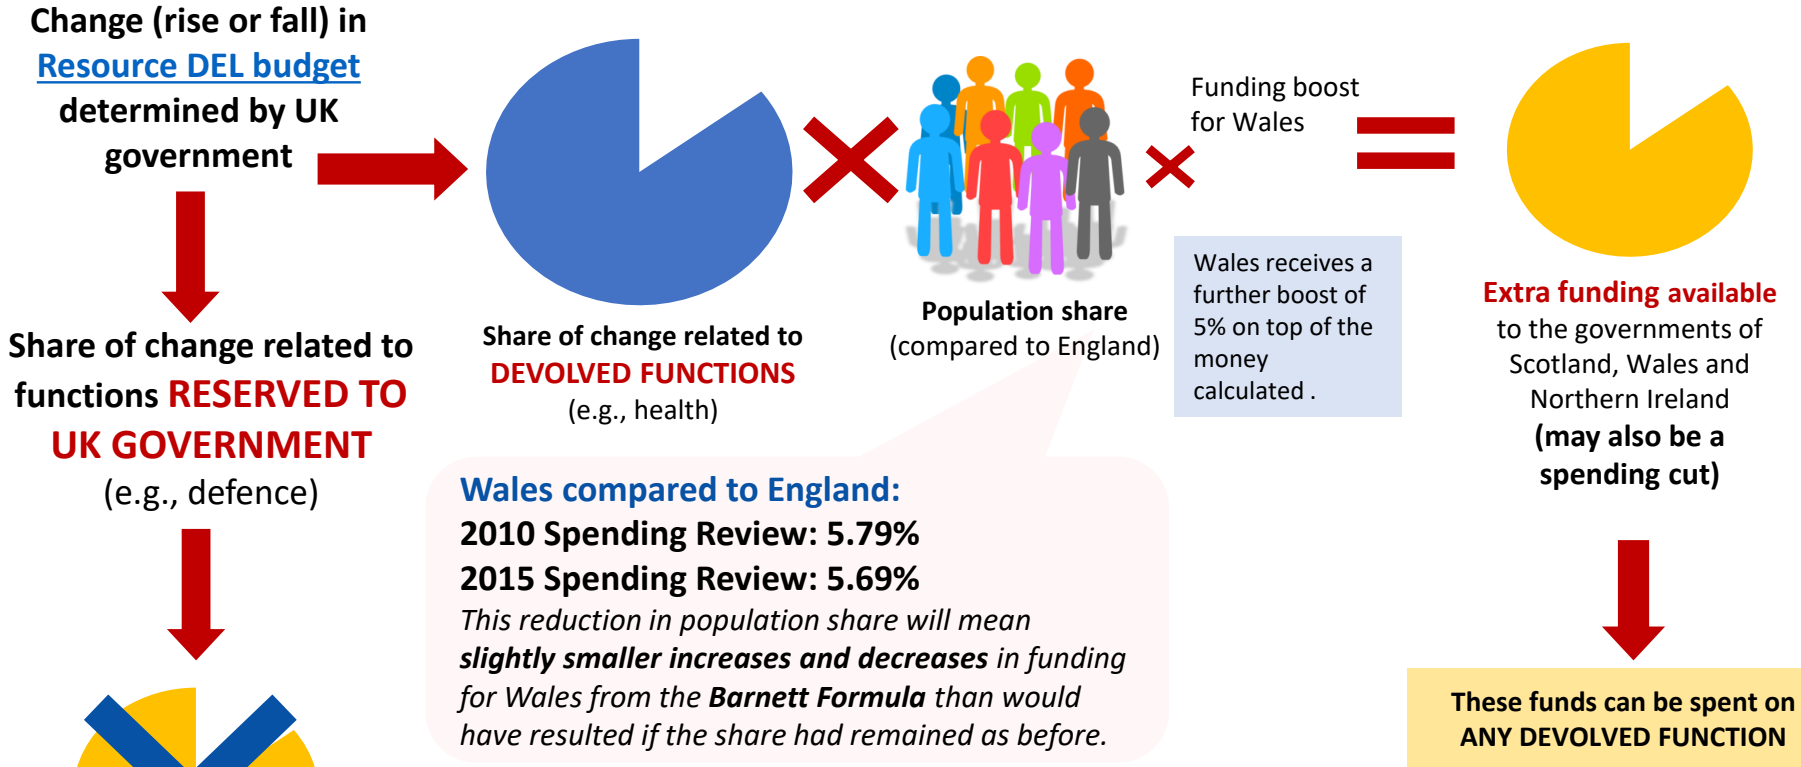 Change (rise or fall) in
Resource DEL budget
determined by UK
government
Share of change related to
functions RESERVED TO
UK GOVERNMENT
(e.g., defence)
Share of change related to
DEVOLVED FUNCTIONS
(e.g., health)
Population share
(compared to England)
Funding boost
for Wales
Wales receives a
further boost of
5% on top of the
money
calculated .
Extra funding available
to the governments of
Scotland, Wales and
Northern Ireland
(may also be a
spending cut)
Wales compared to England:
2010 Spending Review: 5.79%
2015 Spending Review: 5.69%
This reduction in population share will mean
slightly smaller increases and decreases in funding
for Wales from the Barnett Formula than would
have resulted if the share had remained as before.
These funds can be spent on
ANY DEVOLVED FUNCTION